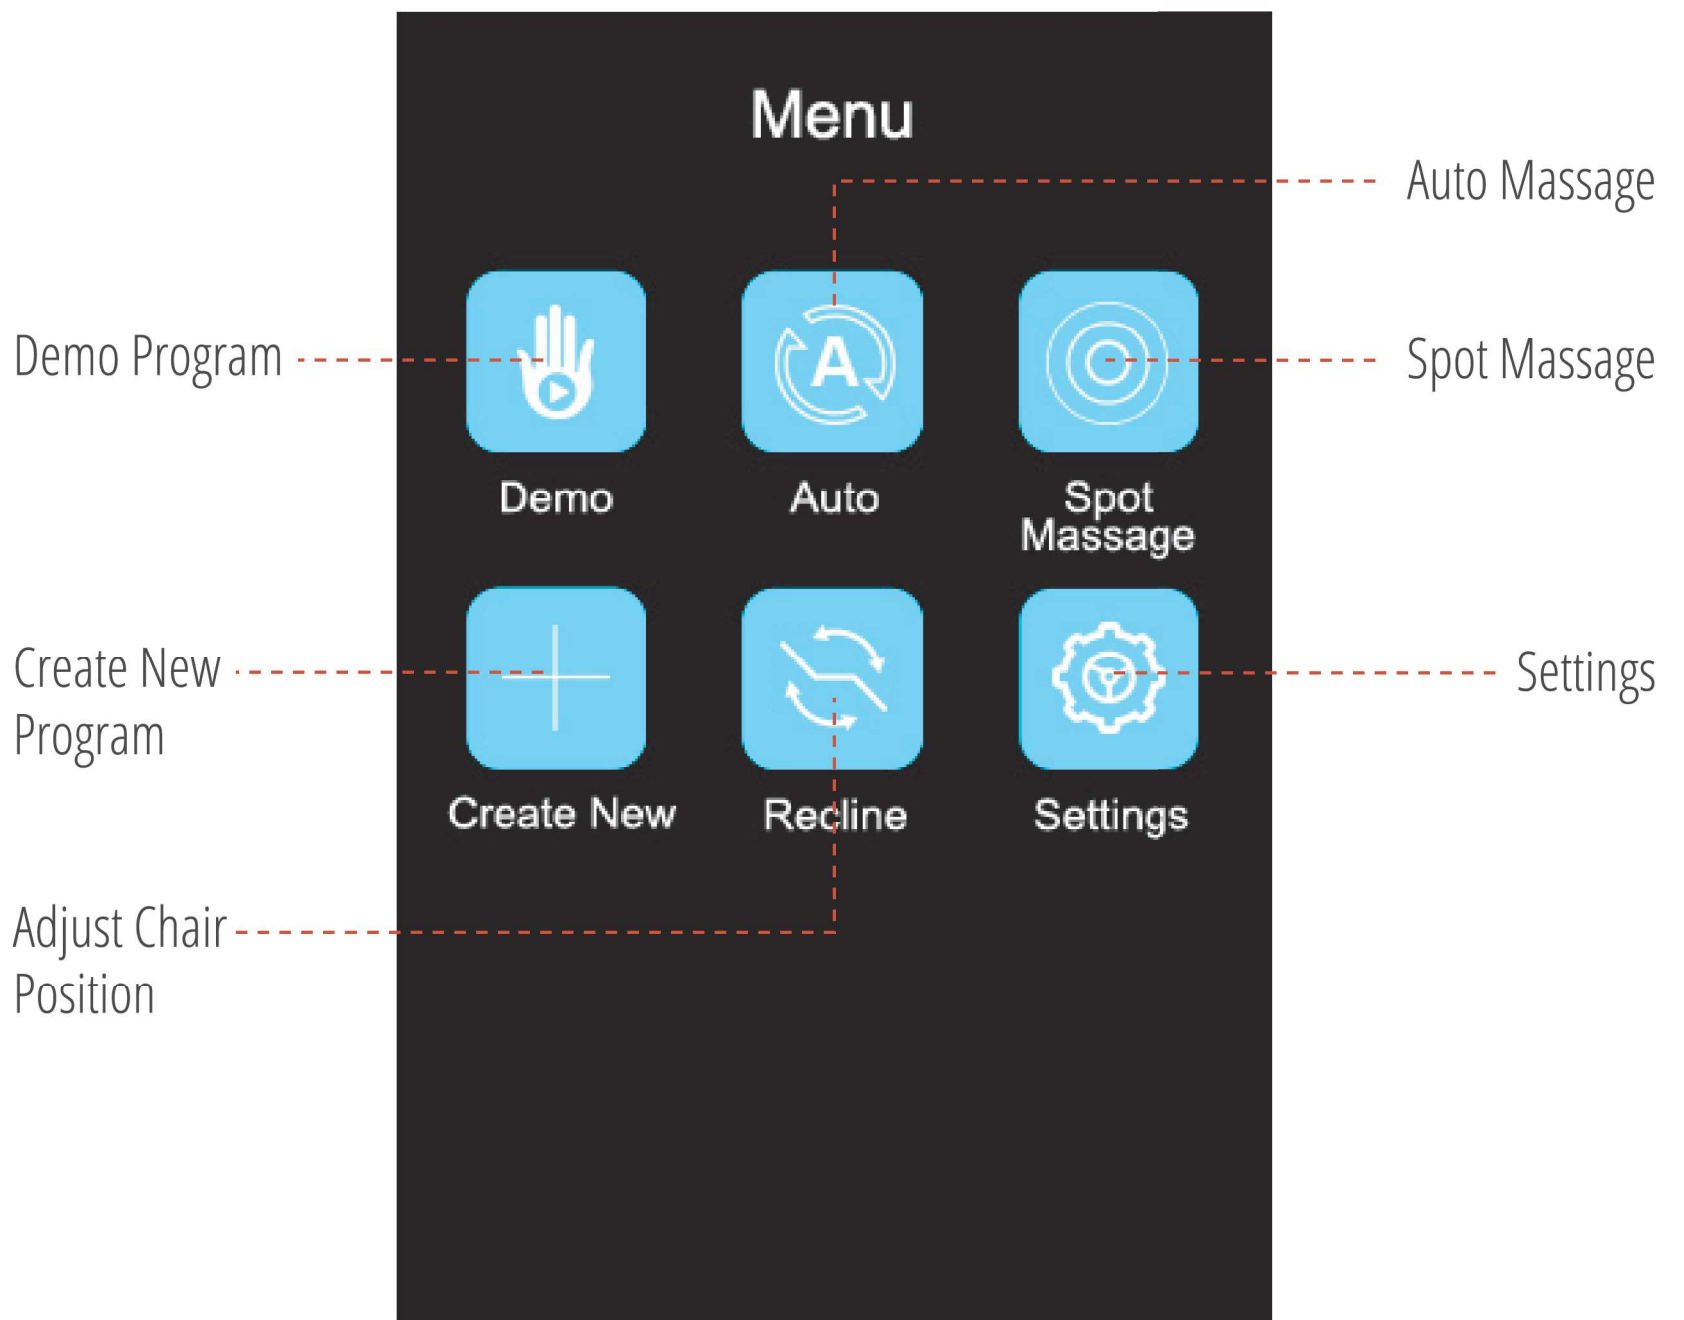 Menu
Auto Massage
Demo Program
A
Spot Massage
Demo
Auto
Spot
Massage
Create New
Program
Settings
Create New
Recline
Settings
Adjust Chair
Position